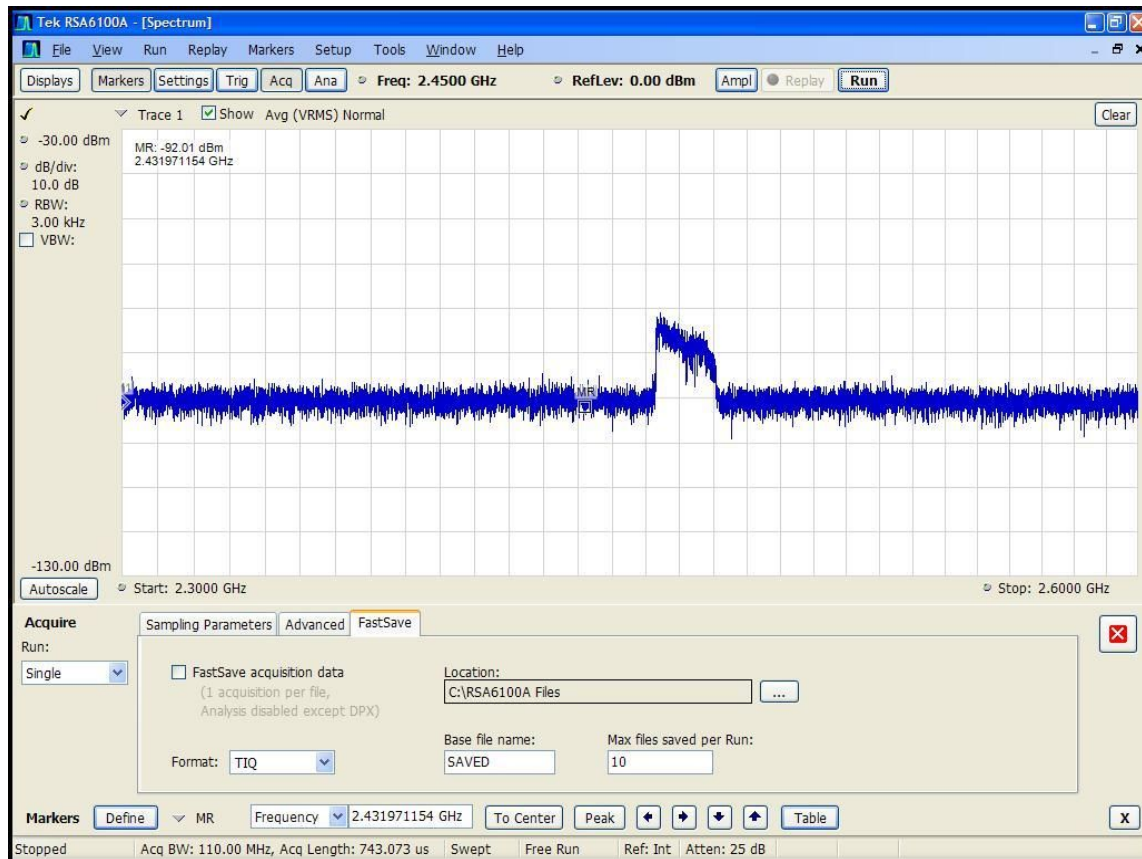 Tek RSA6100A - [Spectrum]
File View Run Replay Markers Setup Tools Window Help
Displays Markers Settings Trig Acq Ana Freq: 2.4500 GHz RefLev: 0.00 dBm Ampl Replay Run
Trace 1 Show Avg (VRMS) Normal Clear
-30.00 dBm
dB/div:
10.0 dB
RBW:
3.00 kHz
VBW:
MR: -92.01 dBm
2.431971154 GHz
MR
-130.00 dBm
Autoscale Start: 2.3000 GHz Stop: 2.6000 GHz
Acquire
Run:
Single
Sampling Parameters Advanced FastSave
FastSave acquisition data
(1 acquisition per file,
Analysis disabled except DPX)
Format: TIQ
Location:
C:\RSA6100A Files
...
Base file name:
SAVED
Max files saved per Run:
10
Markers Define MR Frequency 2.431971154 GHz To Center Peak Table X
Stopped Acq BW: 110.00 MHz, Acq Length: 743.073 us Swept Free Run Ref: Int Atten: 25 dB